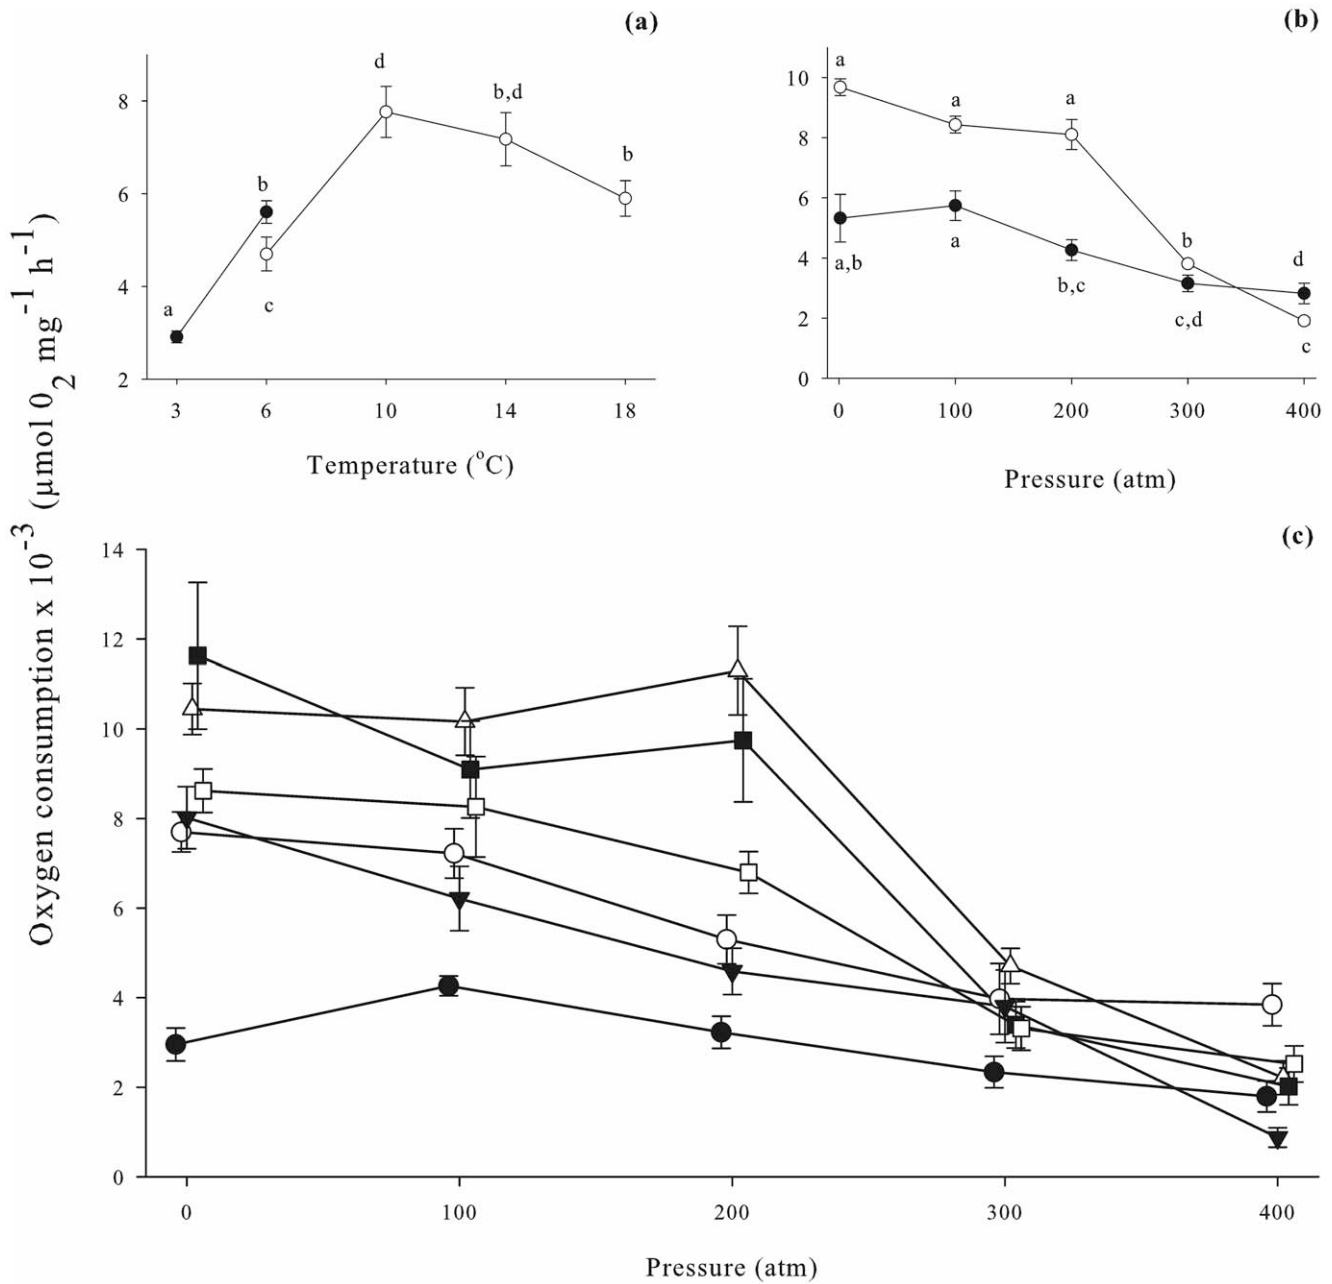 (a)
d
b,d
b
b
a
c
8
6
4
2
3 6 10 14 18
Temperature (°C)
(b)
a
a
a
b
d
a,b
a
b,c
c,d
c
10
8
6
4
2
0
0 100 200 300 400
Pressure (atm)
Oxygen consumption x 10⁻³ (μmol 0₂ mg⁻¹ h⁻¹)
(c)
14
12
10
8
6
4
2
0
0 100 200 300 400
Pressure (atm)